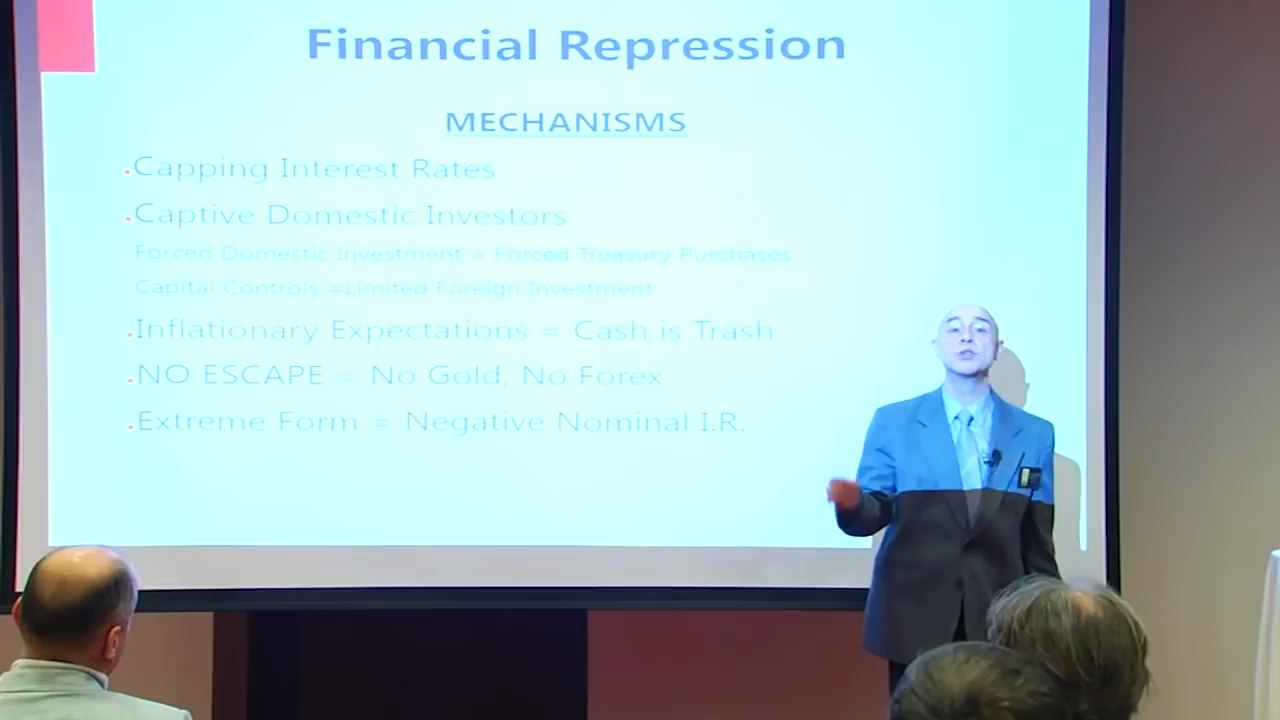 Financial Repression
MECHANISMS
.Capping Interest Rates
.Captive Domestic Investors
Forced Domestic Investment = Forced Treasury Purchases
Capital Controls =Limited Foreign Investment
.Inflationary Expectations = Cash is Trash
.NO ESCAPE = No Gold, No Forex
.Extreme Form = Negative Nominal I.R.